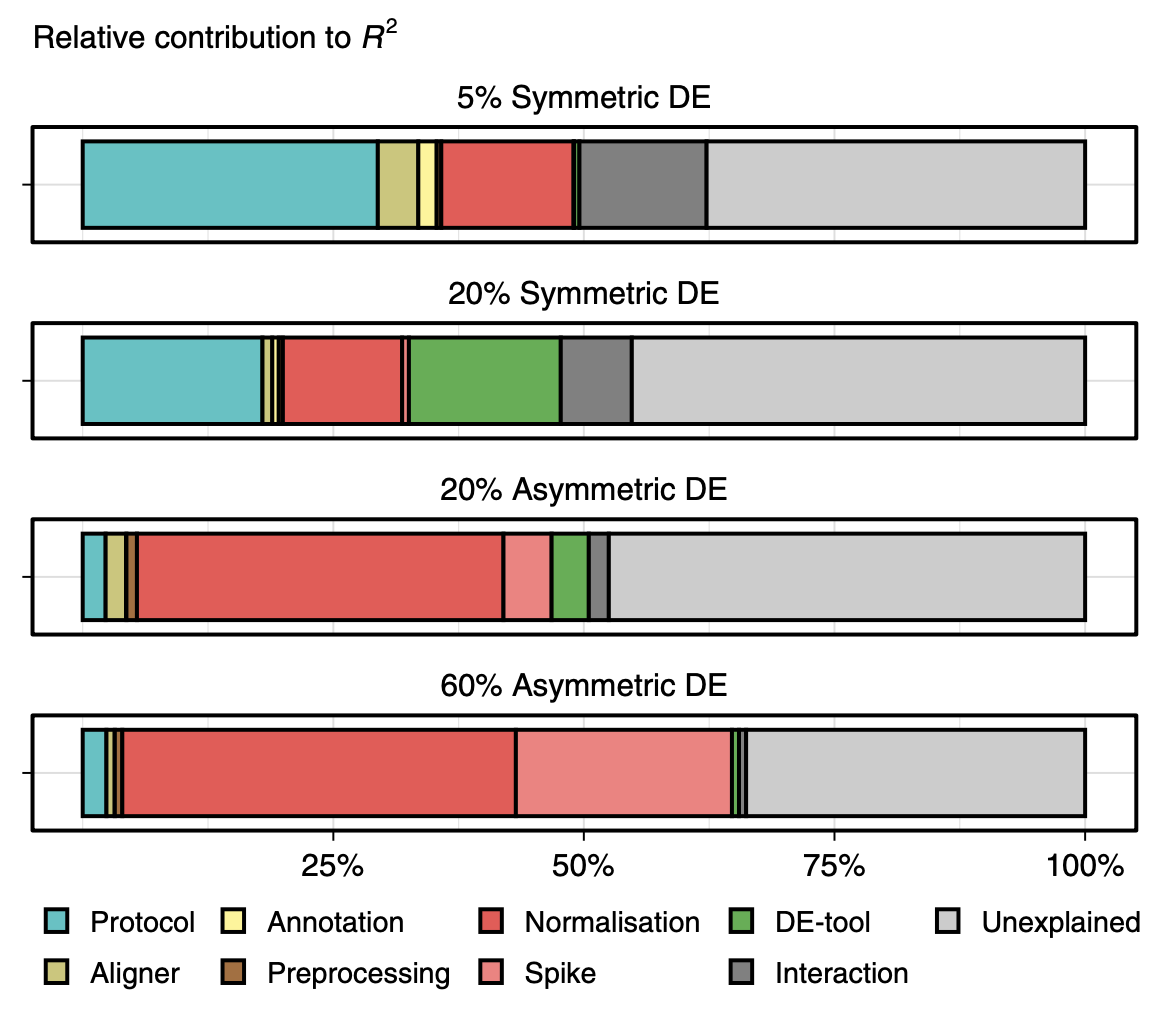 Relative contribution to R²
5% Symmetric DE
20% Symmetric DE
20% Asymmetric DE
60% Asymmetric DE
25% 50% 75% 100%
Protocol Annotation Normalisation DE-tool Unexplained
Aligner Preprocessing Spike Interaction